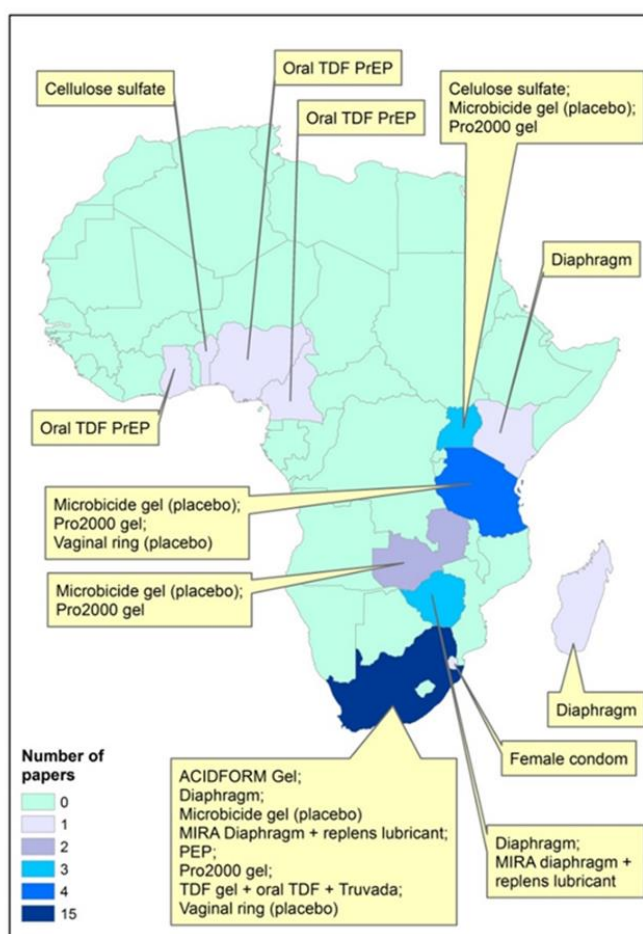 Oral TDF PrEP
Cellulose sulfate
Oral TDF PrEP
Celulose sulfate;
Microbicide gel (placebo);
Pro2000 gel
Diaphragm
Oral TDF PrEP
Microbicide gel (placebo);
Pro2000 gel;
Vaginal ring (placebo)
Microbicide gel (placebo);
Pro2000 gel
Diaphragm
Female condom
Diaphragm;
MIRA diaphragm +
replens lubricant
ACIDFORM Gel;
Diaphragm;
Microbicide gel (placebo)
MIRA Diaphragm + replens lubricant;
PEP;
Pro2000 gel;
TDF gel + oral TDF + Truvada;
Vaginal ring (placebo)
Number of
papers
0
1
2
3
4
15